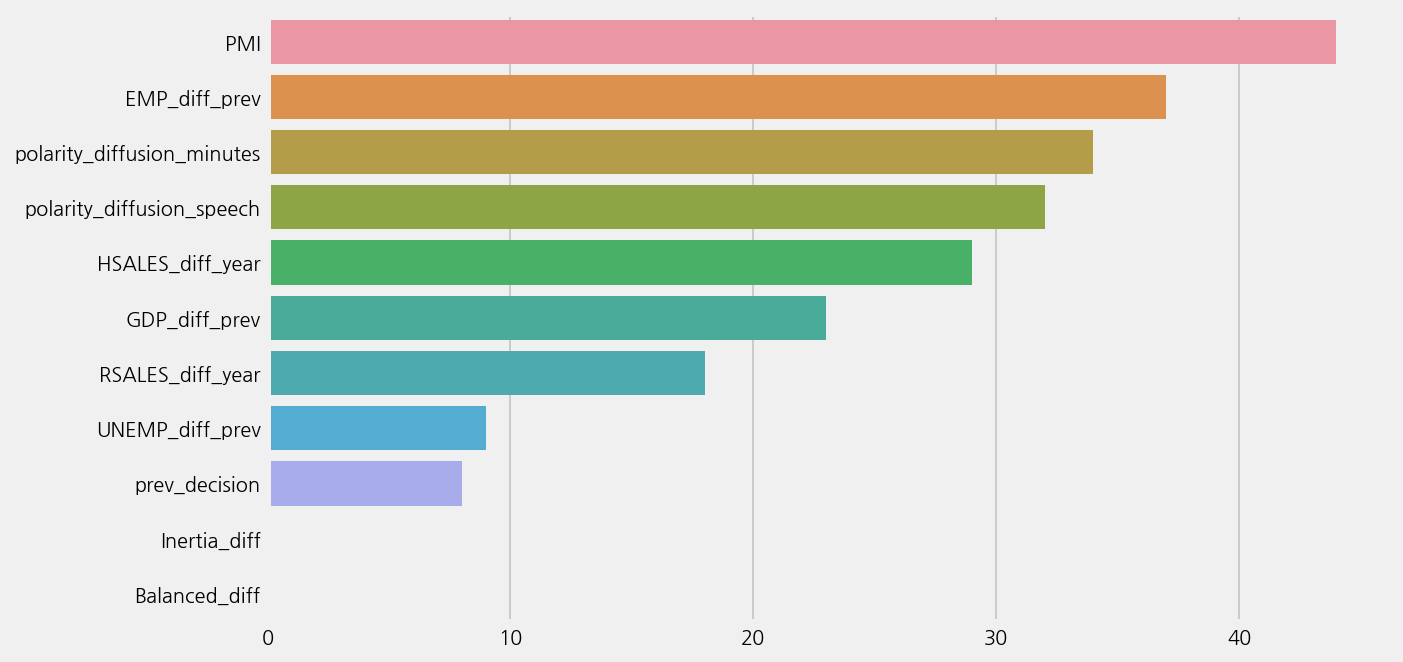 PMI
EMP_diff_prev
polarity_diffusion_minutes
polarity_diffusion_speech
HSALES_diff_year
GDP_diff_prev
RSALES_diff_year
UNEMP_diff_prev
prev_decision
Inertia_diff
Balanced_diff
0 10 20 30 40